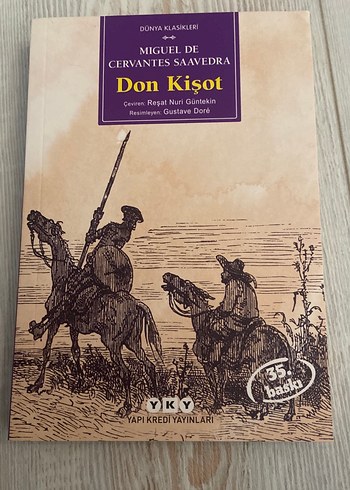 DÜNYA KLASİKLERİ
MIGUEL DE
CERVANTES SAAVEDRA
Don Kişot
Çeviren: Reşat Nuri Güntekin
Resimleyen: Gustave Doré
35.
baskı
YKY
YAPI KREDİ YAYINLARI